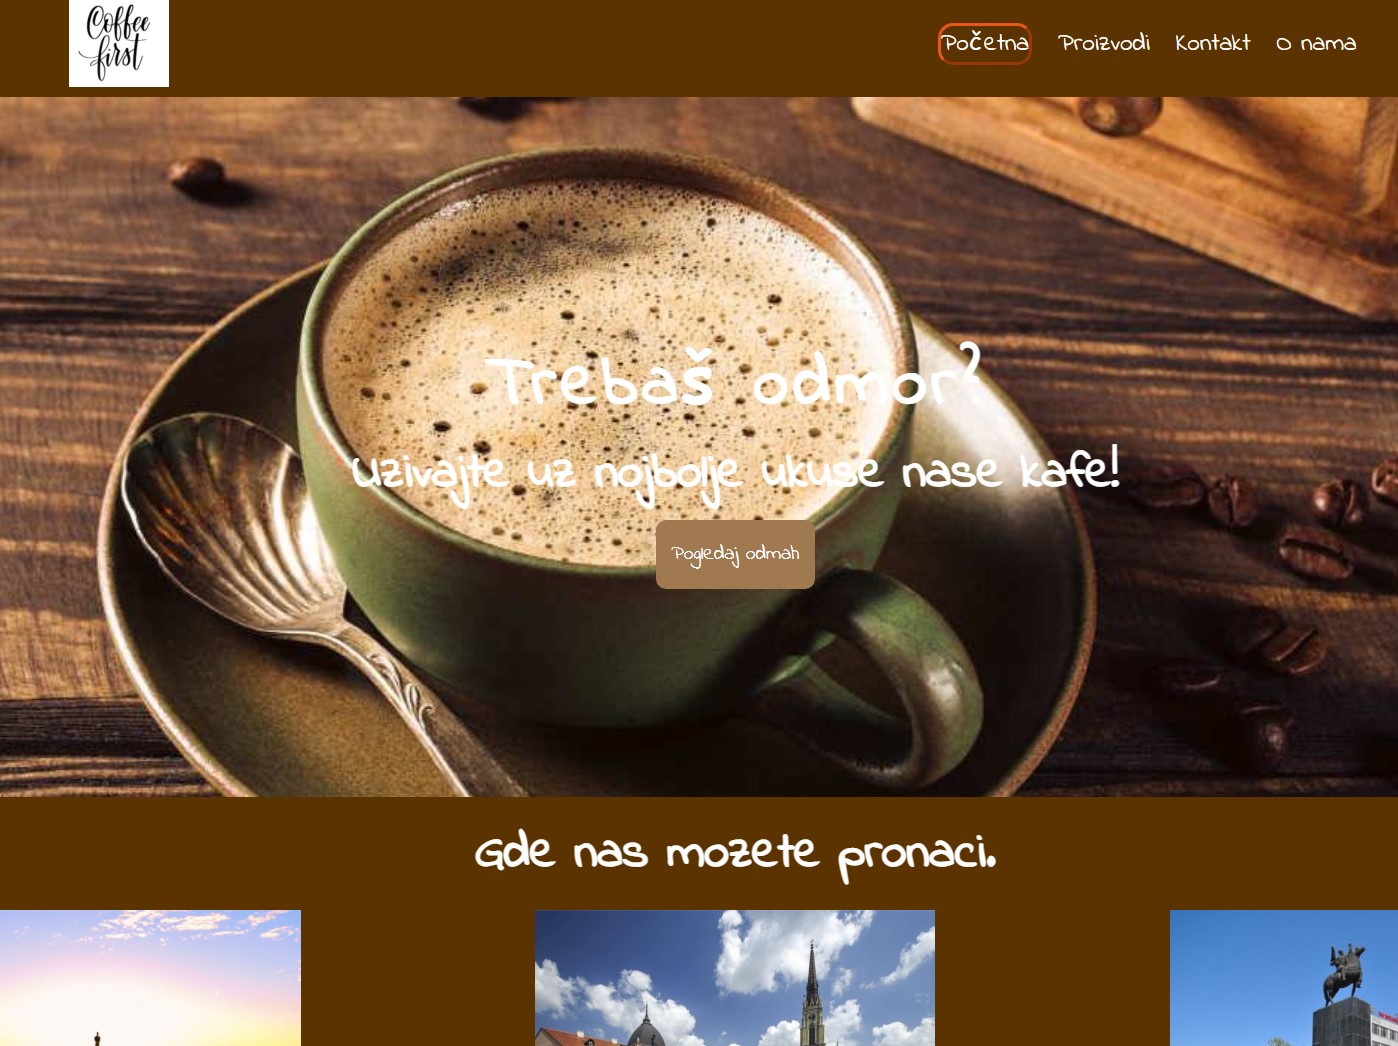 Coffee
first
Početna Proizvodi Kontakt O nama
Trebaš odmor?
Uzivajte uz nojbolje ukuse nase kafe!
Pogledaj odmah
Gde nas mozete pronaci.